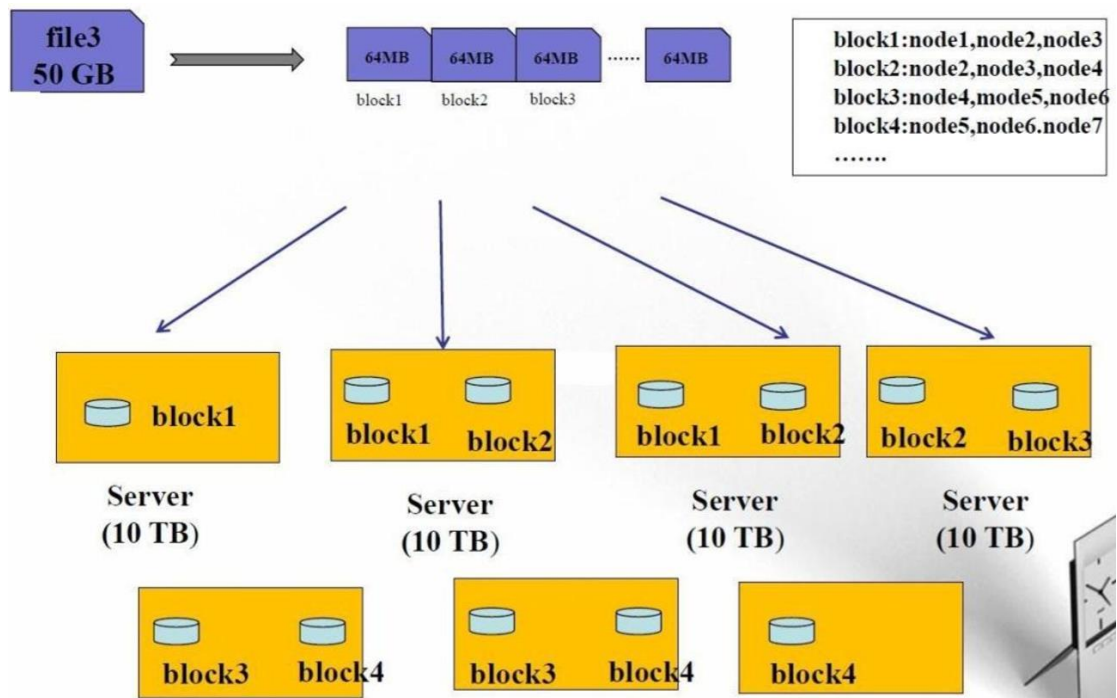 file3
50 GB
64MB 64MB 64MB ...... 64MB
block1 block2 block3
block1:node1,node2,node3
block2:node2,node3,node4
block3:node4,mode5,node6
block4:node5,node6.node7
.......
block1
block1 block2
block1 block2
block2 block3
Server
(10 TB)
Server
(10 TB)
Server
(10 TB)
Server
(10 TB)
block3 block4
block3 block4
block4